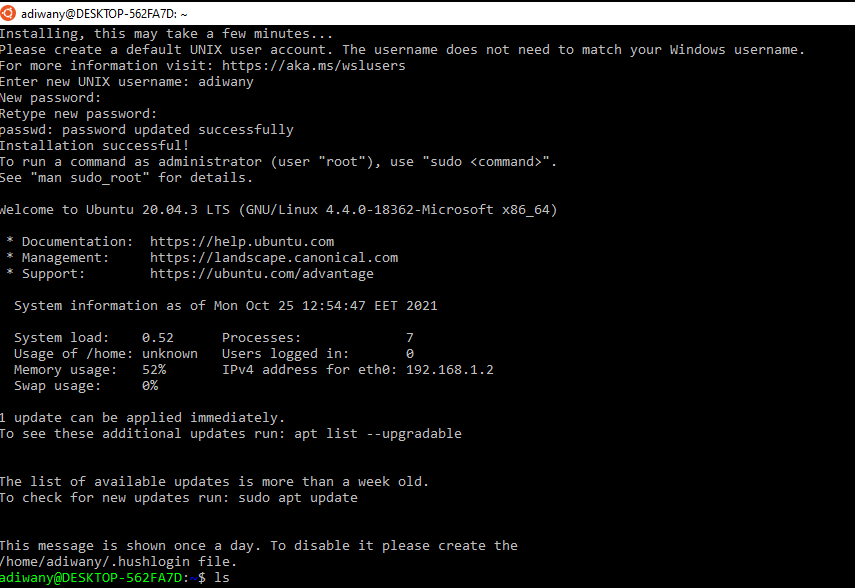 adiwany@DESKTOP-562FA7D: ~
Installing, this may take a few minutes...
Please create a default UNIX user account. The username does not need to match your Windows username.
For more information visit: https://aka.ms/wslusers
Enter new UNIX username: adiwany
New password:
Retype new password:
passwd: password updated successfully
Installation successful!
To run a command as administrator (user "root"), use "sudo <command>".
See "man sudo_root" for details.

Welcome to Ubuntu 20.04.3 LTS (GNU/Linux 4.4.0-18362-Microsoft x86_64)

 * Documentation:  https://help.ubuntu.com
 * Management:     https://landscape.canonical.com
 * Support:        https://ubuntu.com/advantage

  System information as of Mon Oct 25 12:54:47 EET 2021

  System load:    0.52      Processes:             7
  Usage of /home: unknown   Users logged in:       0
  Memory usage:   52%       IPv4 address for eth0: 192.168.1.2
  Swap usage:     0%

1 update can be applied immediately.
To see these additional updates run: apt list --upgradable


The list of available updates is more than a week old.
To check for new updates run: sudo apt update


This message is shown once a day. To disable it please create the
/home/adiwany/.hushlogin file.
adiwany@DESKTOP-562FA7D:~$ ls